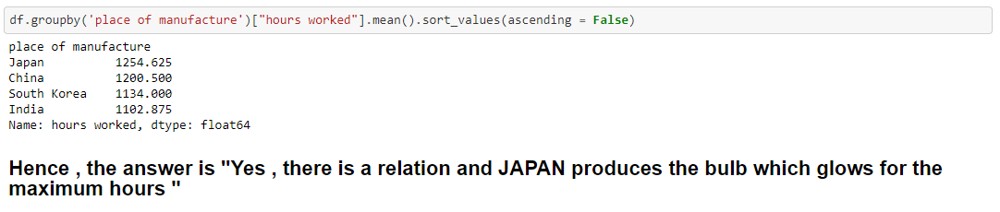 df.groupby('place of manufacture')["hours worked"].mean().sort_values(ascending = False)
place of manufacture
Japan          1254.625
China          1200.500
South Korea    1134.000
India          1102.875
Name: hours worked, dtype: float64
Hence , the answer is "Yes , there is a relation and JAPAN produces the bulb which glows for the
maximum hours "